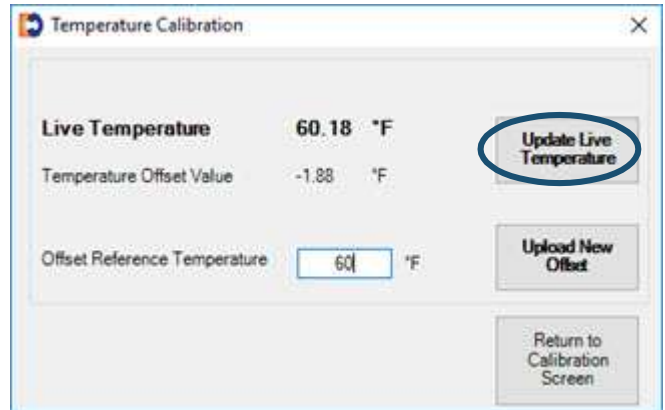 Temperature Calibration
Live Temperature 60.18 °F
Update Live
Temperature
Temperature Offset Value -1.88 °F
Offset Reference Temperature 60 °F
Upload New
Offset
Return to
Calibration
Screen